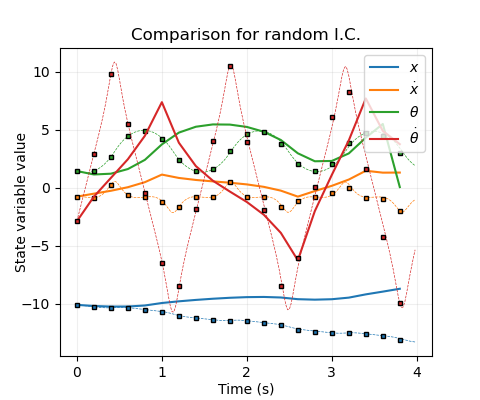 Comparison for random I.C.
State variable value
10
5
0
−5
−10
0
1
2
3
4
Time (s)
x
ẋ
θ
θ̇